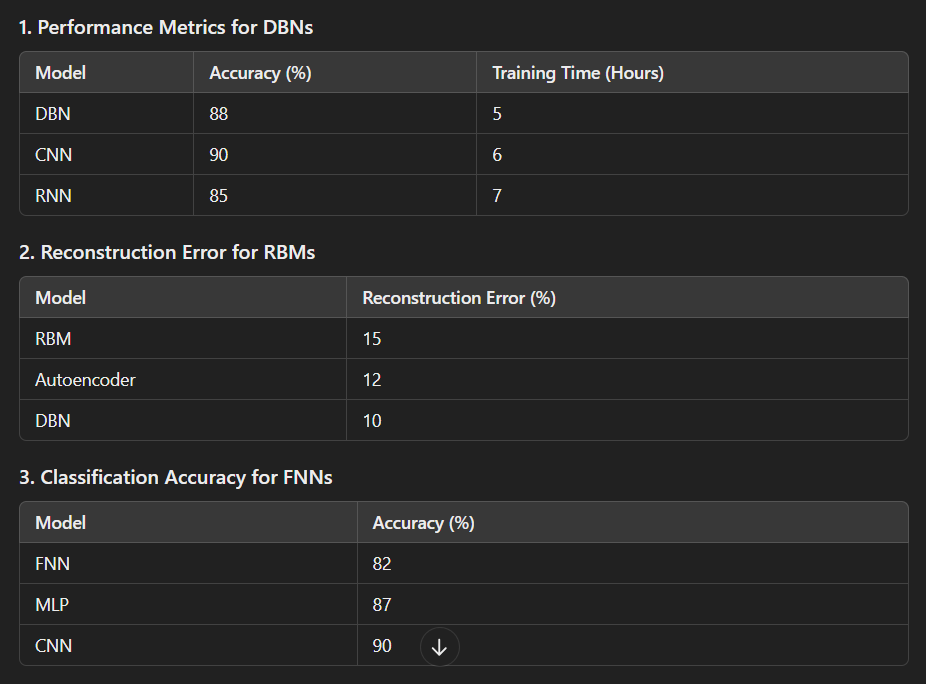 1. Performance Metrics for DBNs
Model Accuracy (%) Training Time (Hours)
DBN 88 5
CNN 90 6
RNN 85 7
2. Reconstruction Error for RBMs
Model Reconstruction Error (%)
RBM 15
Autoencoder 12
DBN 10
3. Classification Accuracy for FNNs
Model Accuracy (%)
FNN 82
MLP 87
CNN 90